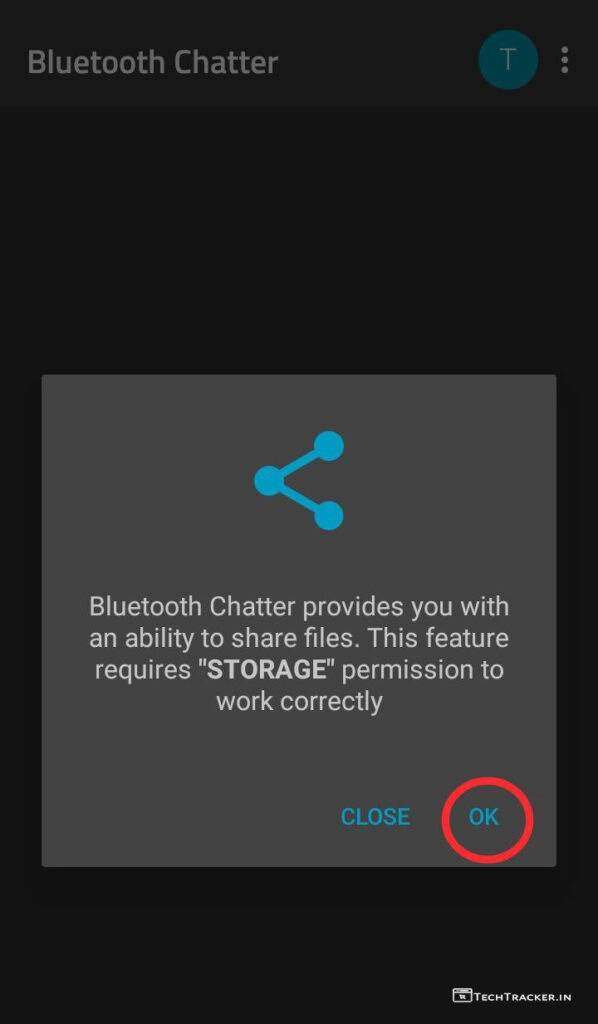 Bluetooth Chatter
T
Bluetooth Chatter provides you with
an ability to share files. This feature
requires "STORAGE" permission to
work correctly
CLOSE OK
TechTracker.in